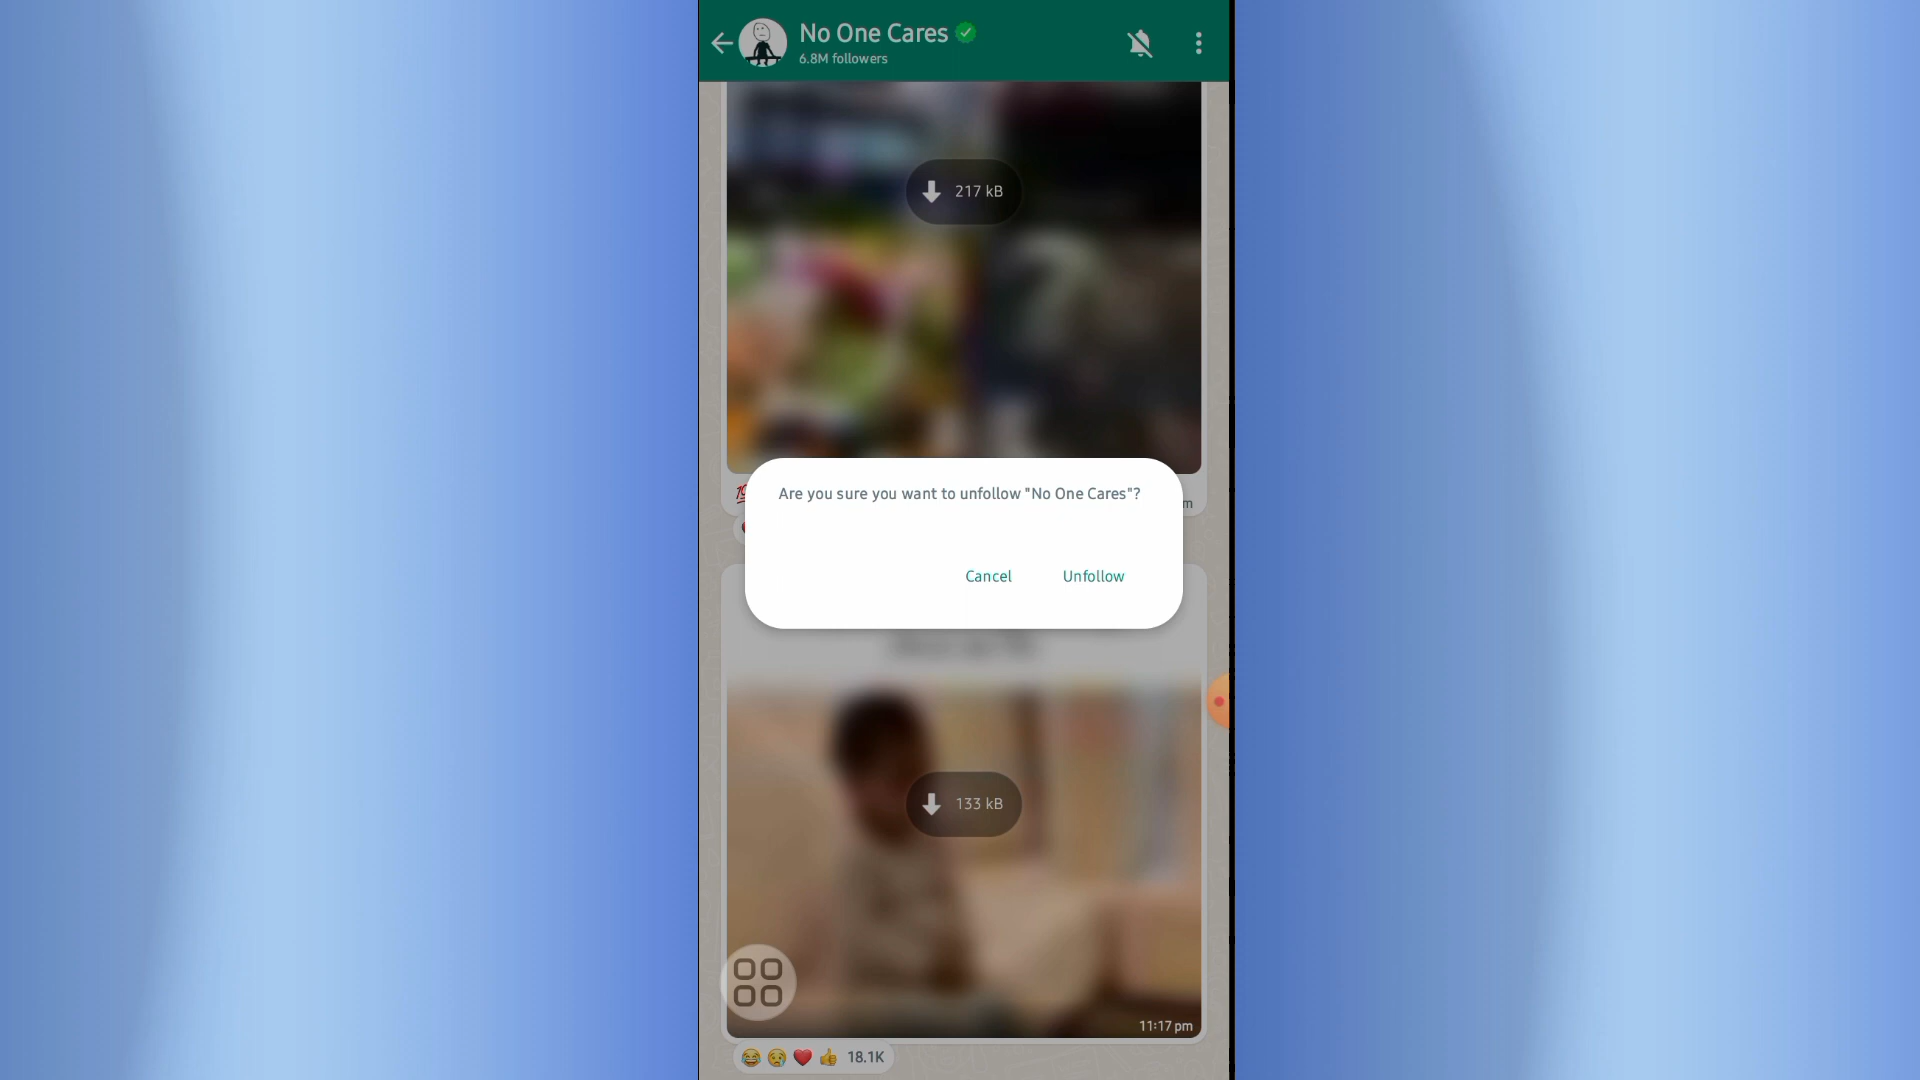 No One Cares
6.8M followers
217 kB
m
Are you sure you want to unfollow "No One Cares"?
Cancel
Unfollow
133 kB
11:17 pm
😂 😢 ❤️ 👍 18.1K